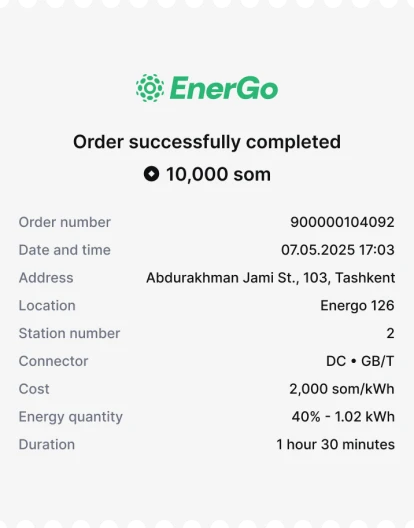 EnerGo
Order successfully completed
10,000 som
Order number 900000104092
Date and time 07.05.2025 17:03
Address Abdurakhman Jami St., 103, Tashkent
Location Energo 126
Station number 2
Connector DC • GB/T
Cost 2,000 som/kWh
Energy quantity 40% - 1.02 kWh
Duration 1 hour 30 minutes